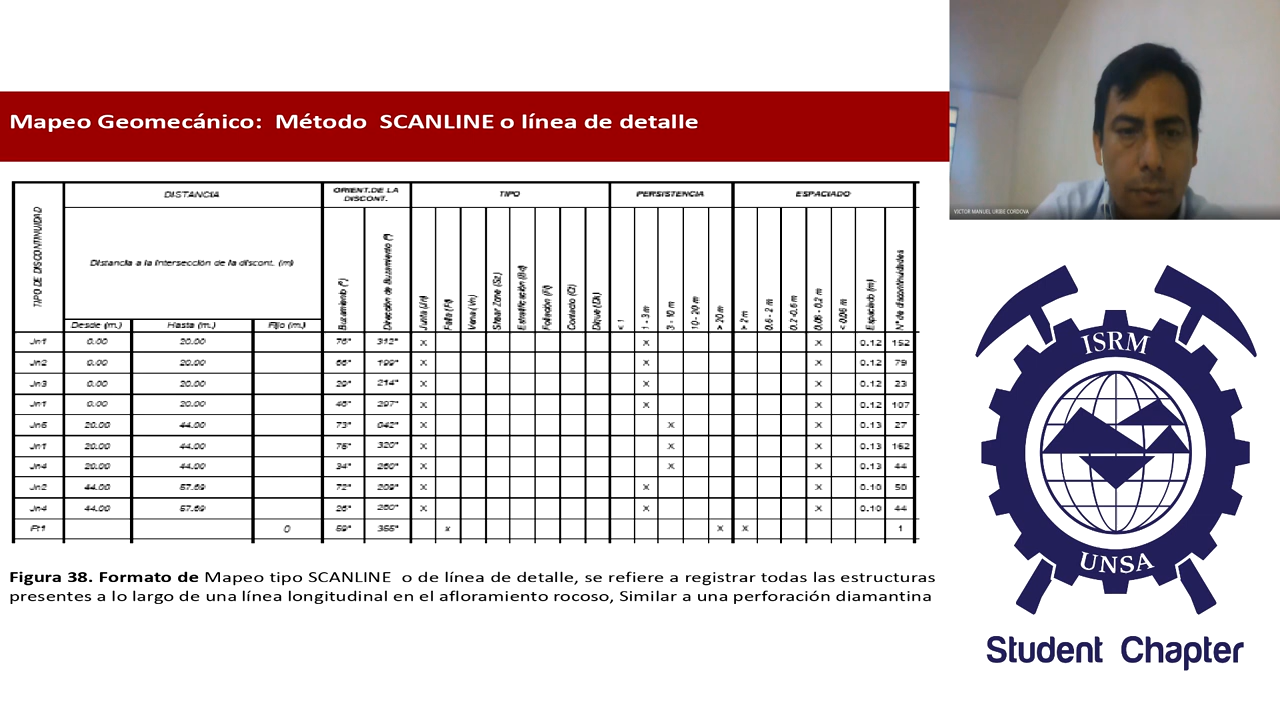 Mapeo Geomecánico: Método SCANLINE o línea de detalle
VICTOR MANUEL URIBE CORDOVA
TIPO DE DISCONTINUIDAD
DISTANCIA
ORIENT.DE LA DISCONT.
TIPO
PERSISTENCIA
ESPACIADO
Distancia a la intersección de la discont. (m)
Desde (m.) Hasta (m.) Fijo (m.)
Buzamiento (°)
Dirección de Buzamiento (°)
Junta (Jn)
Falla (Fl)
Vena (Vn)
Shear Zone (Sz)
Estratificación (Bd)
Foliación (Fl)
Contacto (Ct)
Dique (Dk)
< 1
1 - 3 m
3 - 10 m
10 - 20 m
> 20 m
> 2 m
0.6 - 2 m
0.2-0.6 m
0.06 - 0.2 m
< 0.06 m
Espaciado (m)
N° de discontinuidades
Jn1 0.00 20.00 76° 312° X X X 0.12 152
Jn2 0.00 20.00 66° 199° X X X 0.12 79
Jn3 0.00 20.00 29° 214° X X X 0.12 23
Jn1 0.00 20.00 46° 297° X X X 0.12 107
Jn5 20.00 44.00 73° 042° X X X 0.13 27
Jn1 20.00 44.00 75° 320° X X X 0.13 162
Jn4 20.00 44.00 34° 260° X X X 0.13 44
Jn2 44.00 57.69 72° 209° X X X 0.10 50
Jn4 44.00 57.69 26° 280° X X X 0.10 44
Ft1 0 59° 355° x X X 1
Figura 38. Formato de Mapeo tipo SCANLINE o de línea de detalle, se refiere a registrar todas las estructuras
presentes a lo largo de una línea longitudinal en el afloramiento rocoso, Similar a una perforación diamantina
ISRM
UNSA
Student Chapter